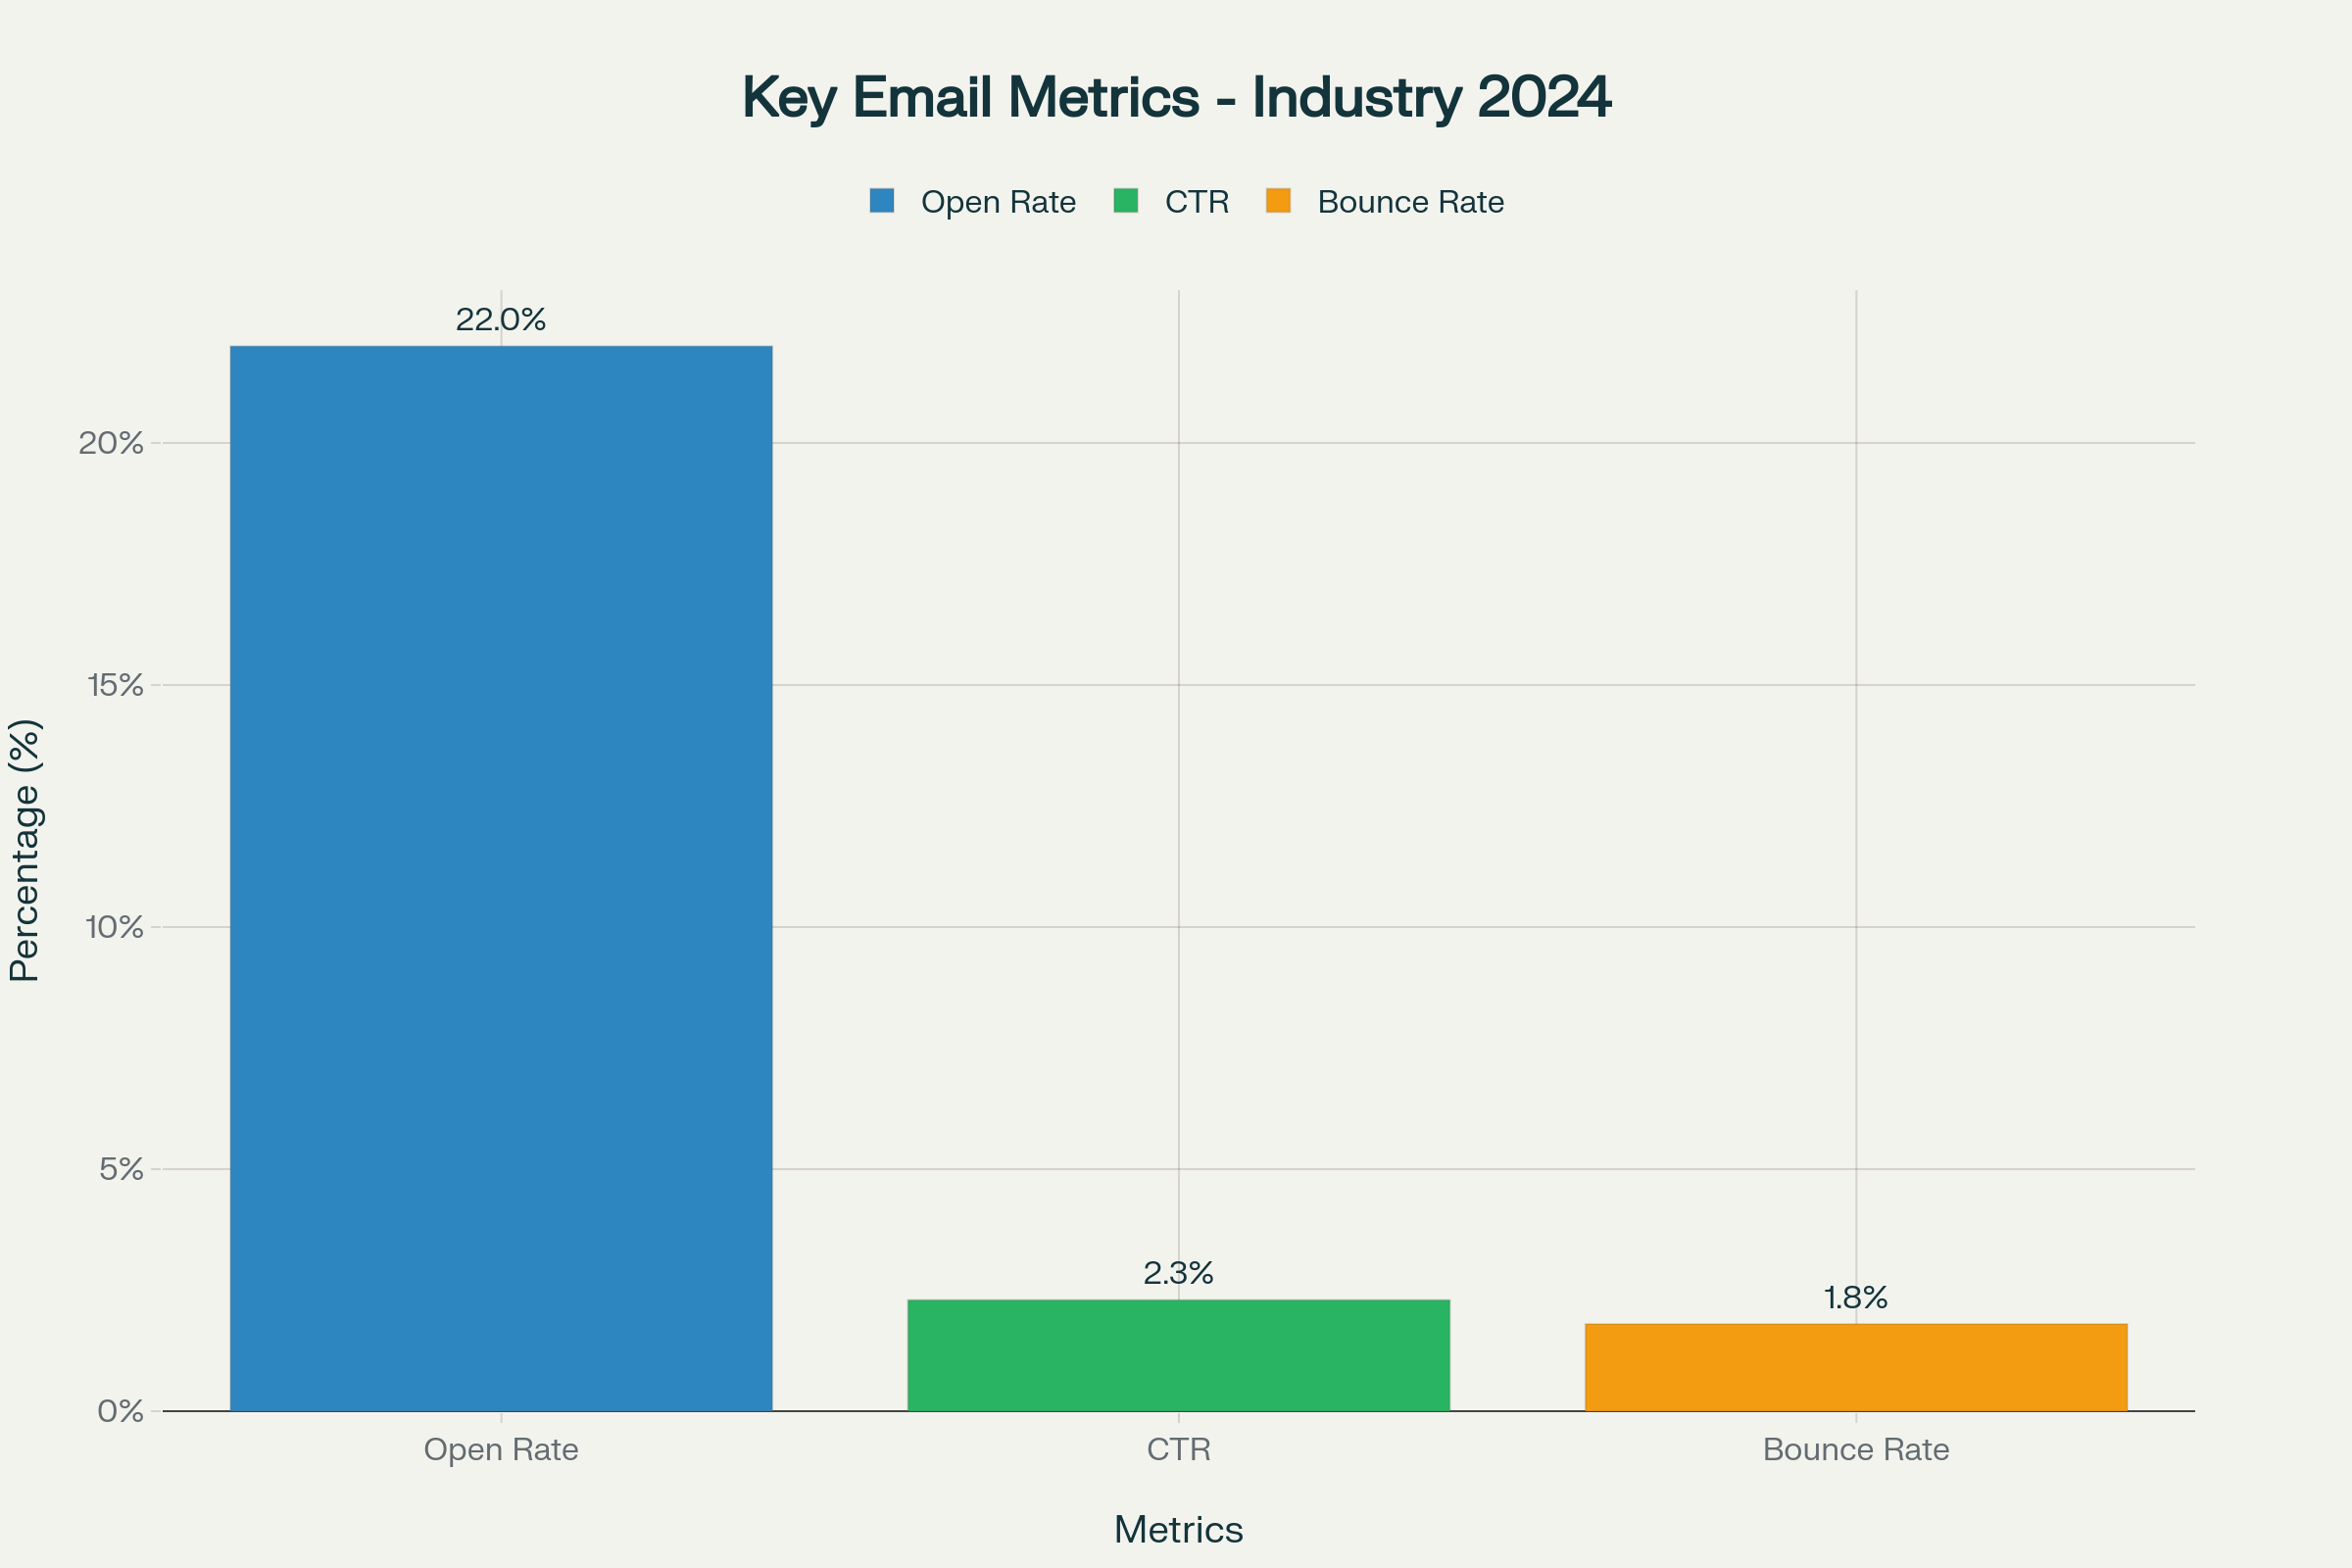 Key Email Metrics - Industry 2024
Open Rate CTR Bounce Rate
22.0%
20%
15%
10%
5%
0%
2.3%
1.8%
Percentage (%)
Open Rate CTR Bounce Rate
Metrics